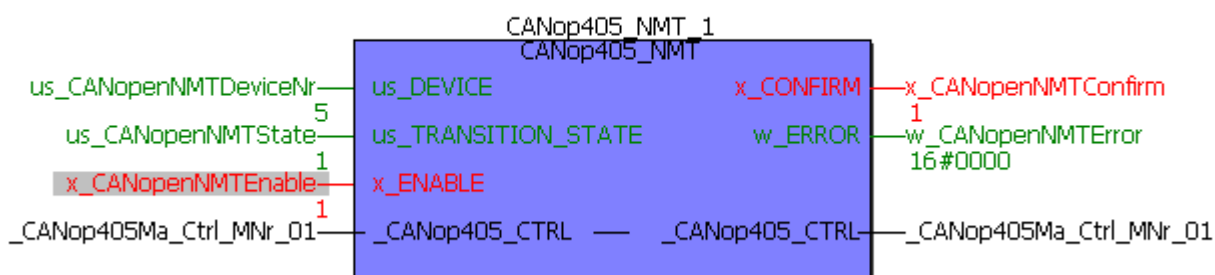 CANop405_NMT_1
CANop405_NMT
us_CANopenNMTDeviceNr us_DEVICE x_CONFIRM x_CANopenNMTConfirm
5 1
us_CANopenNMTState us_TRANSITION_STATE w_ERROR w_CANopenNMTError
1 16#0000
x_CANopenNMTEnable x_ENABLE
1
_CANop405Ma_Ctrl_MNr_01 _CANop405_CTRL _CANop405_CTRL _CANop405Ma_Ctrl_MNr_01